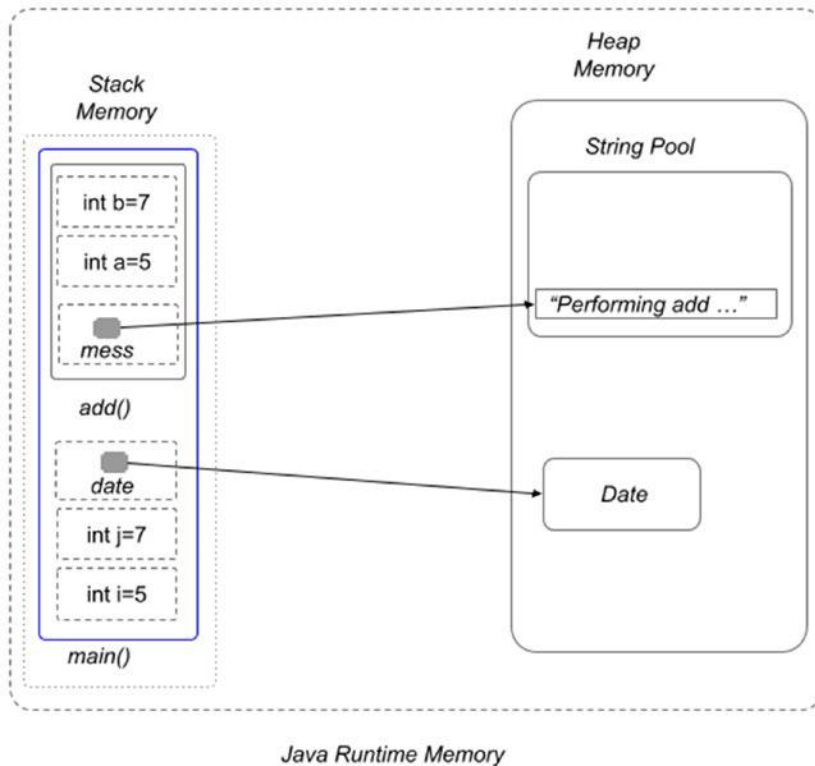 Heap
Memory
Stack
Memory
String Pool
int b=7
int a=5
“Performing add ...”
mess
add()
date
Date
int j=7
int i=5
main()
Java Runtime Memory